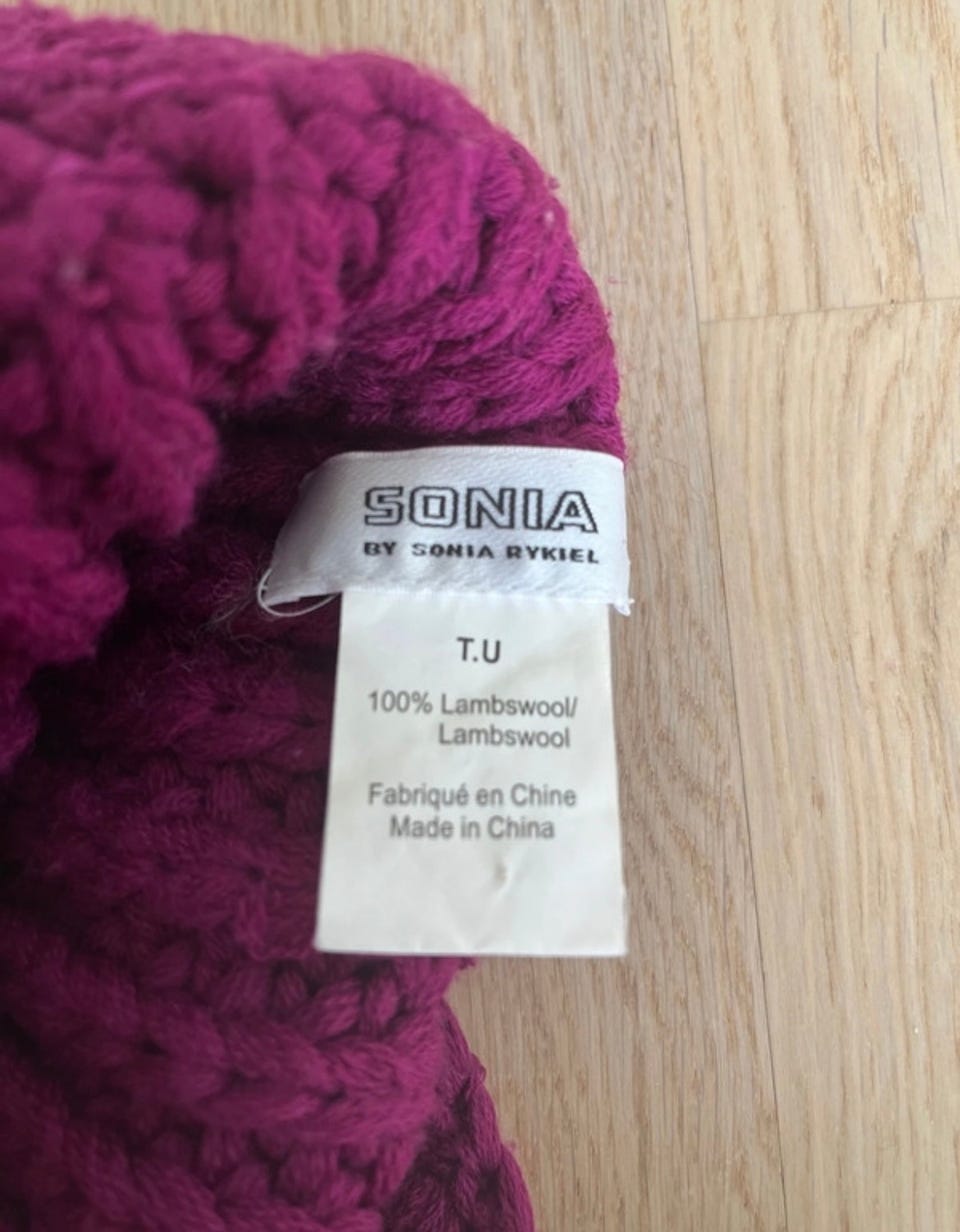 SONIA
BY SONIA RYKIEL
T.U
100% Lambswool/
Lambswool
Fabriqué en Chine
Made in China